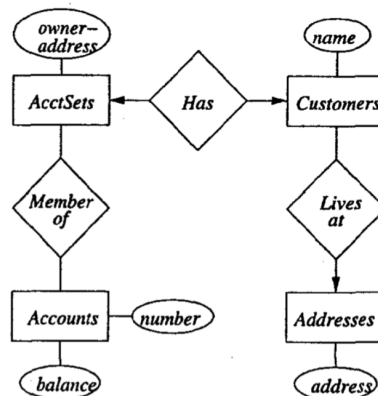 owner-
address
name
AcctSets
Has
Customers
Member
of
Lives
at
Accounts
number
Addresses
balance
address